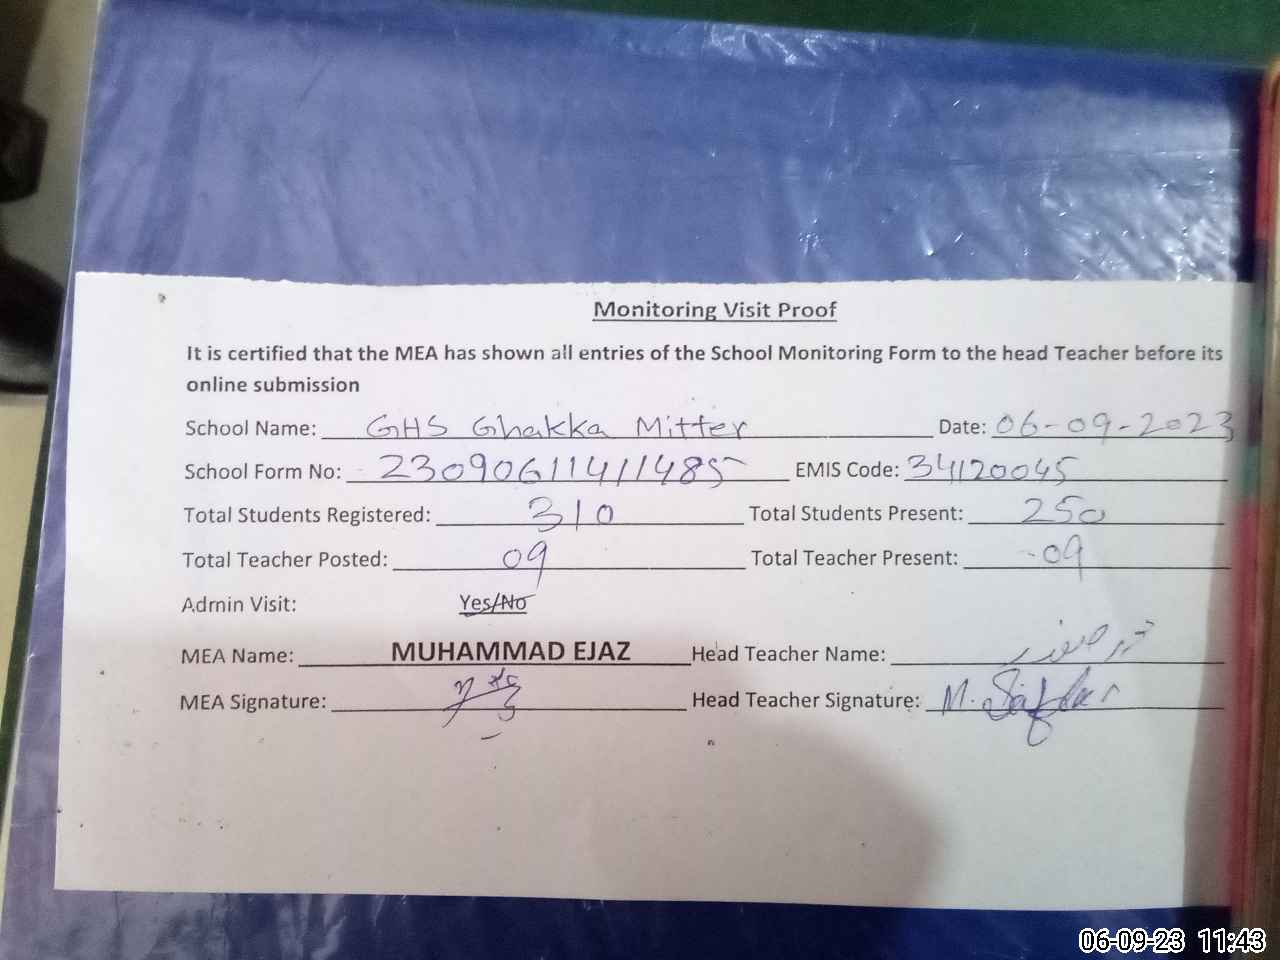 Monitoring Visit Proof
It is certified that the MEA has shown all entries of the School Monitoring Form to the head Teacher before its
online submission
School Name: GHS Ghakka Mitter Date: 06-09-2023
School Form No: 230906114111485 EMIS Code: 34120045
Total Students Registered: 310 Total Students Present: 250
Total Teacher Posted: 09 Total Teacher Present: 09
Admin Visit: Yes/No
MEA Name: MUHAMMAD EJAZ Head Teacher Name:
MEA Signature: Head Teacher Signature: M. Safdar
06-09-23 11:43